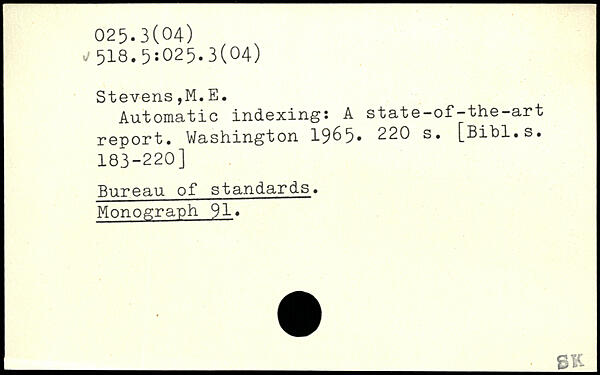 025.3(04)
✓ 518.5:025.3(04)
Stevens,M.E.
Automatic indexing: A state-of-the-art
report. Washington 1965. 220 s. [Bibl.s.
183-220]
Bureau of standards.
Monograph 91.
SK